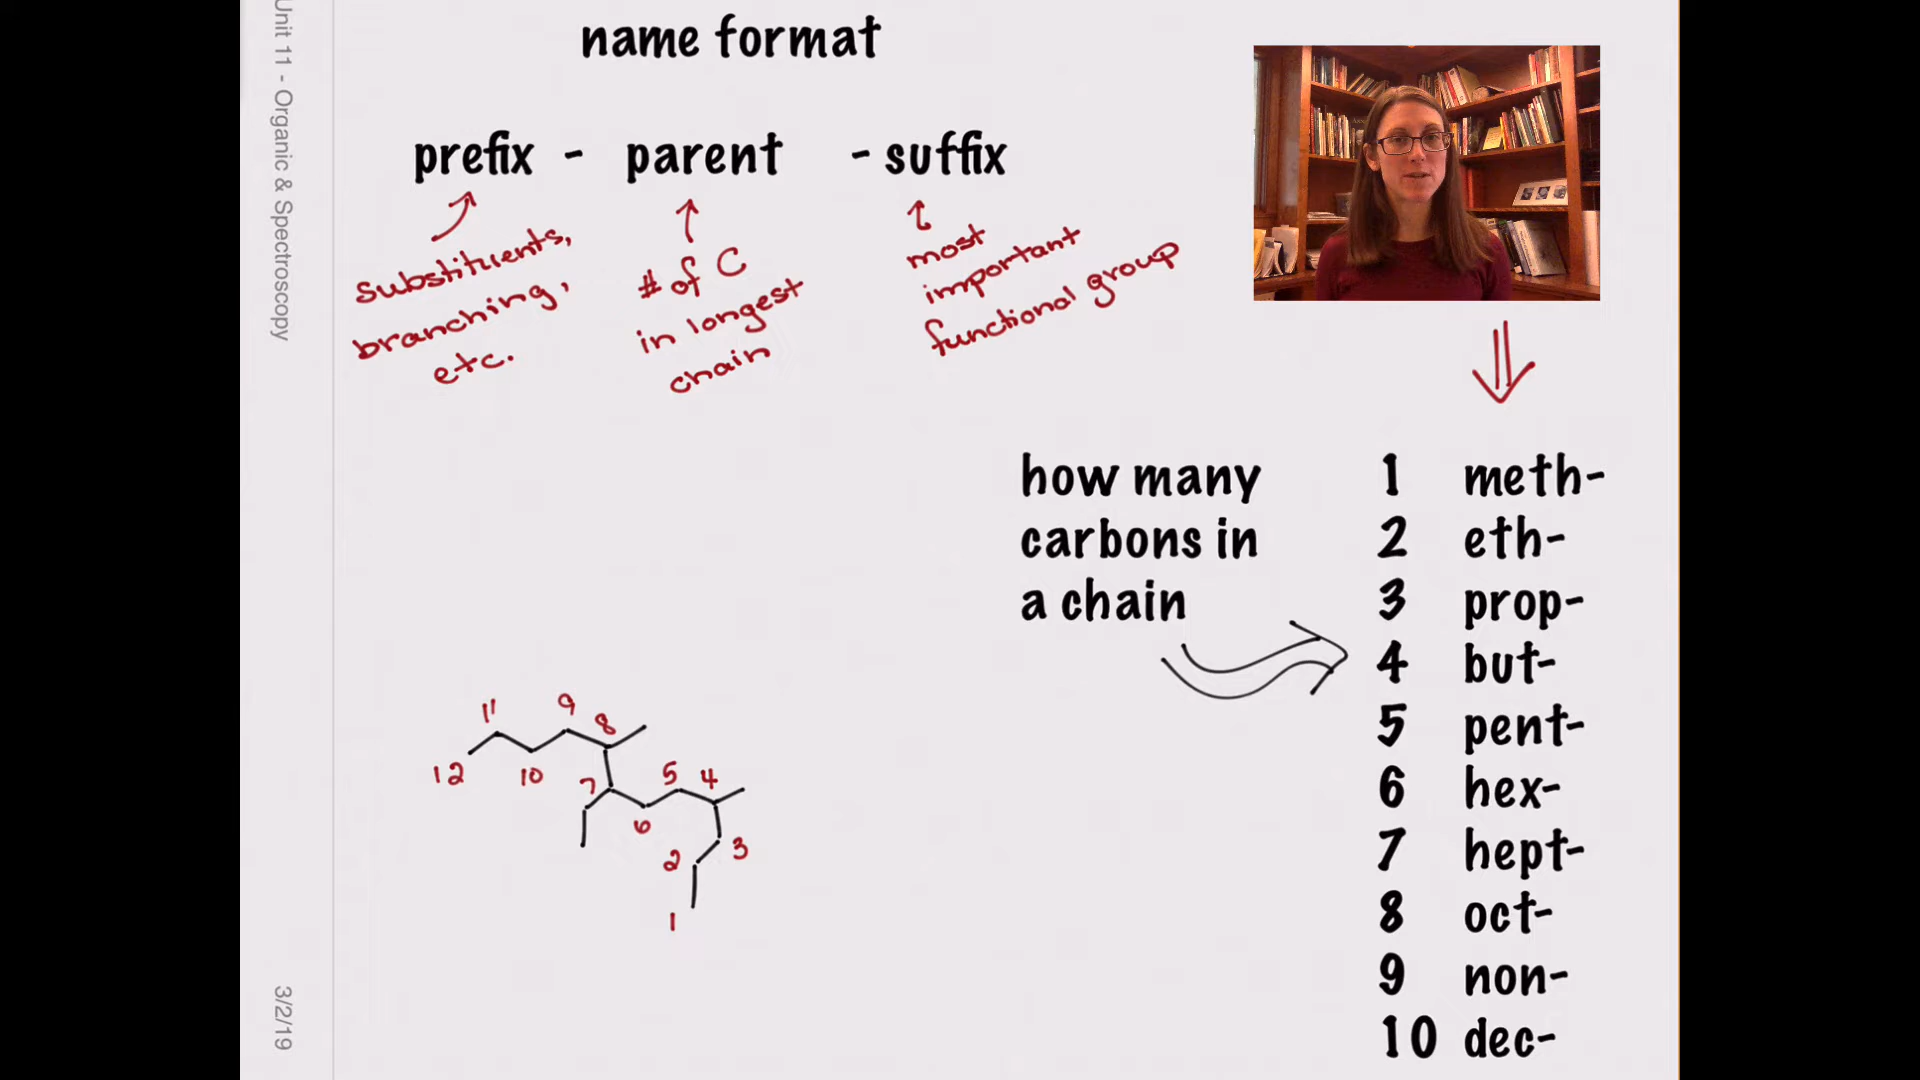 name format
Unit 11 - Organic & Spectroscopy
prefix - parent - suffix
substituents,
branching,
etc.
# of C
in longest
chain
most
important
functional group
how many
carbons in
a chain
1 meth-
2 eth-
3 prop-
4 but-
5 pent-
6 hex-
7 hept-
8 oct-
9 non-
10 dec-
11
9
8
12
10
7
5
4
6
2
3
1
3/2/19